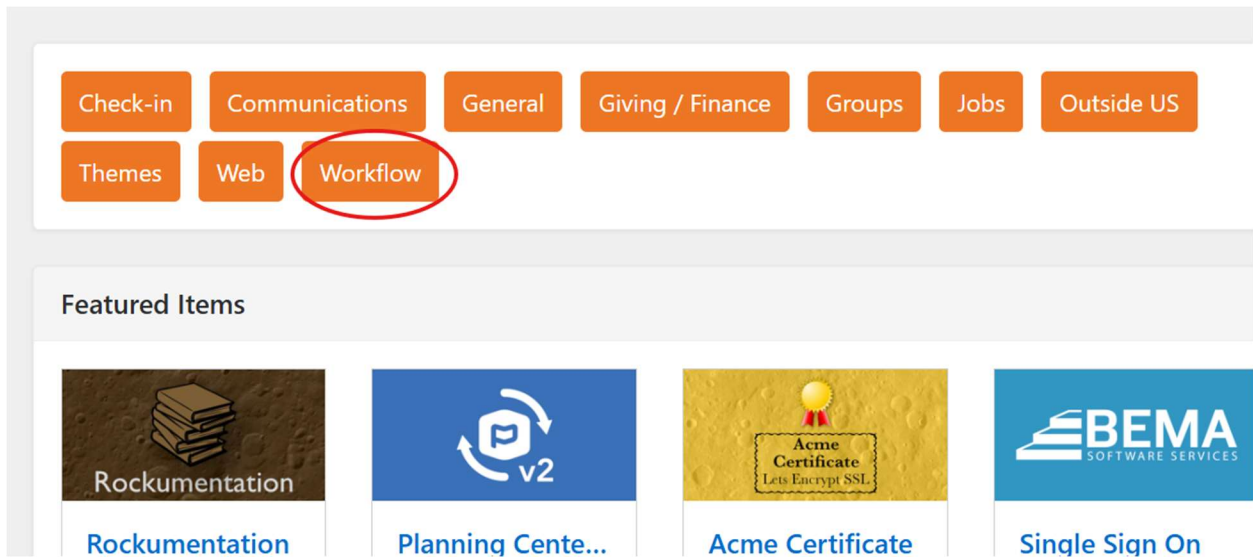 Check-in Communications General Giving / Finance Groups Jobs Outside US
Themes Web Workflow
Featured Items
Rockumentation
v2
Acme
Certificate
Lets Encrypt SSL
BEMA
SOFTWARE SERVICES
Rockumentation Planning Cente... Acme Certificate Single Sign On